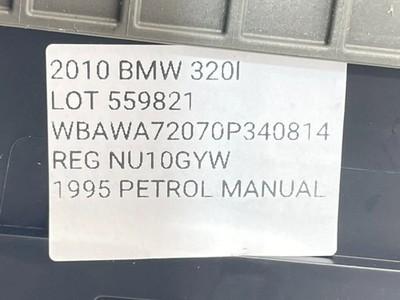 2010 BMW 320I
LOT 559821
WBAWA72070P340814
REG NU10GYW
1995 PETROL MANUAL